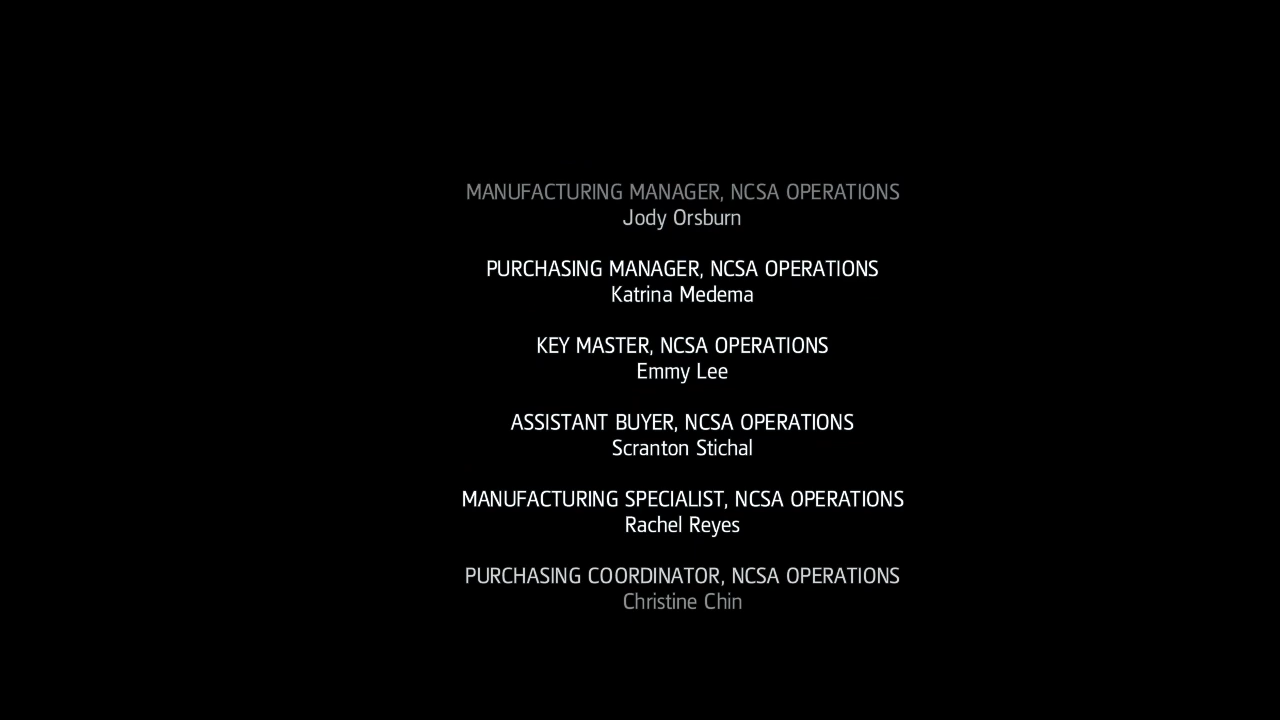 MANUFACTURING MANAGER, NCSA OPERATIONS
Jody Orsburn
PURCHASING MANAGER, NCSA OPERATIONS
Katrina Medema
KEY MASTER, NCSA OPERATIONS
Emmy Lee
ASSISTANT BUYER, NCSA OPERATIONS
Scranton Stichal
MANUFACTURING SPECIALIST, NCSA OPERATIONS
Rachel Reyes
PURCHASING COORDINATOR, NCSA OPERATIONS
Christine Chin